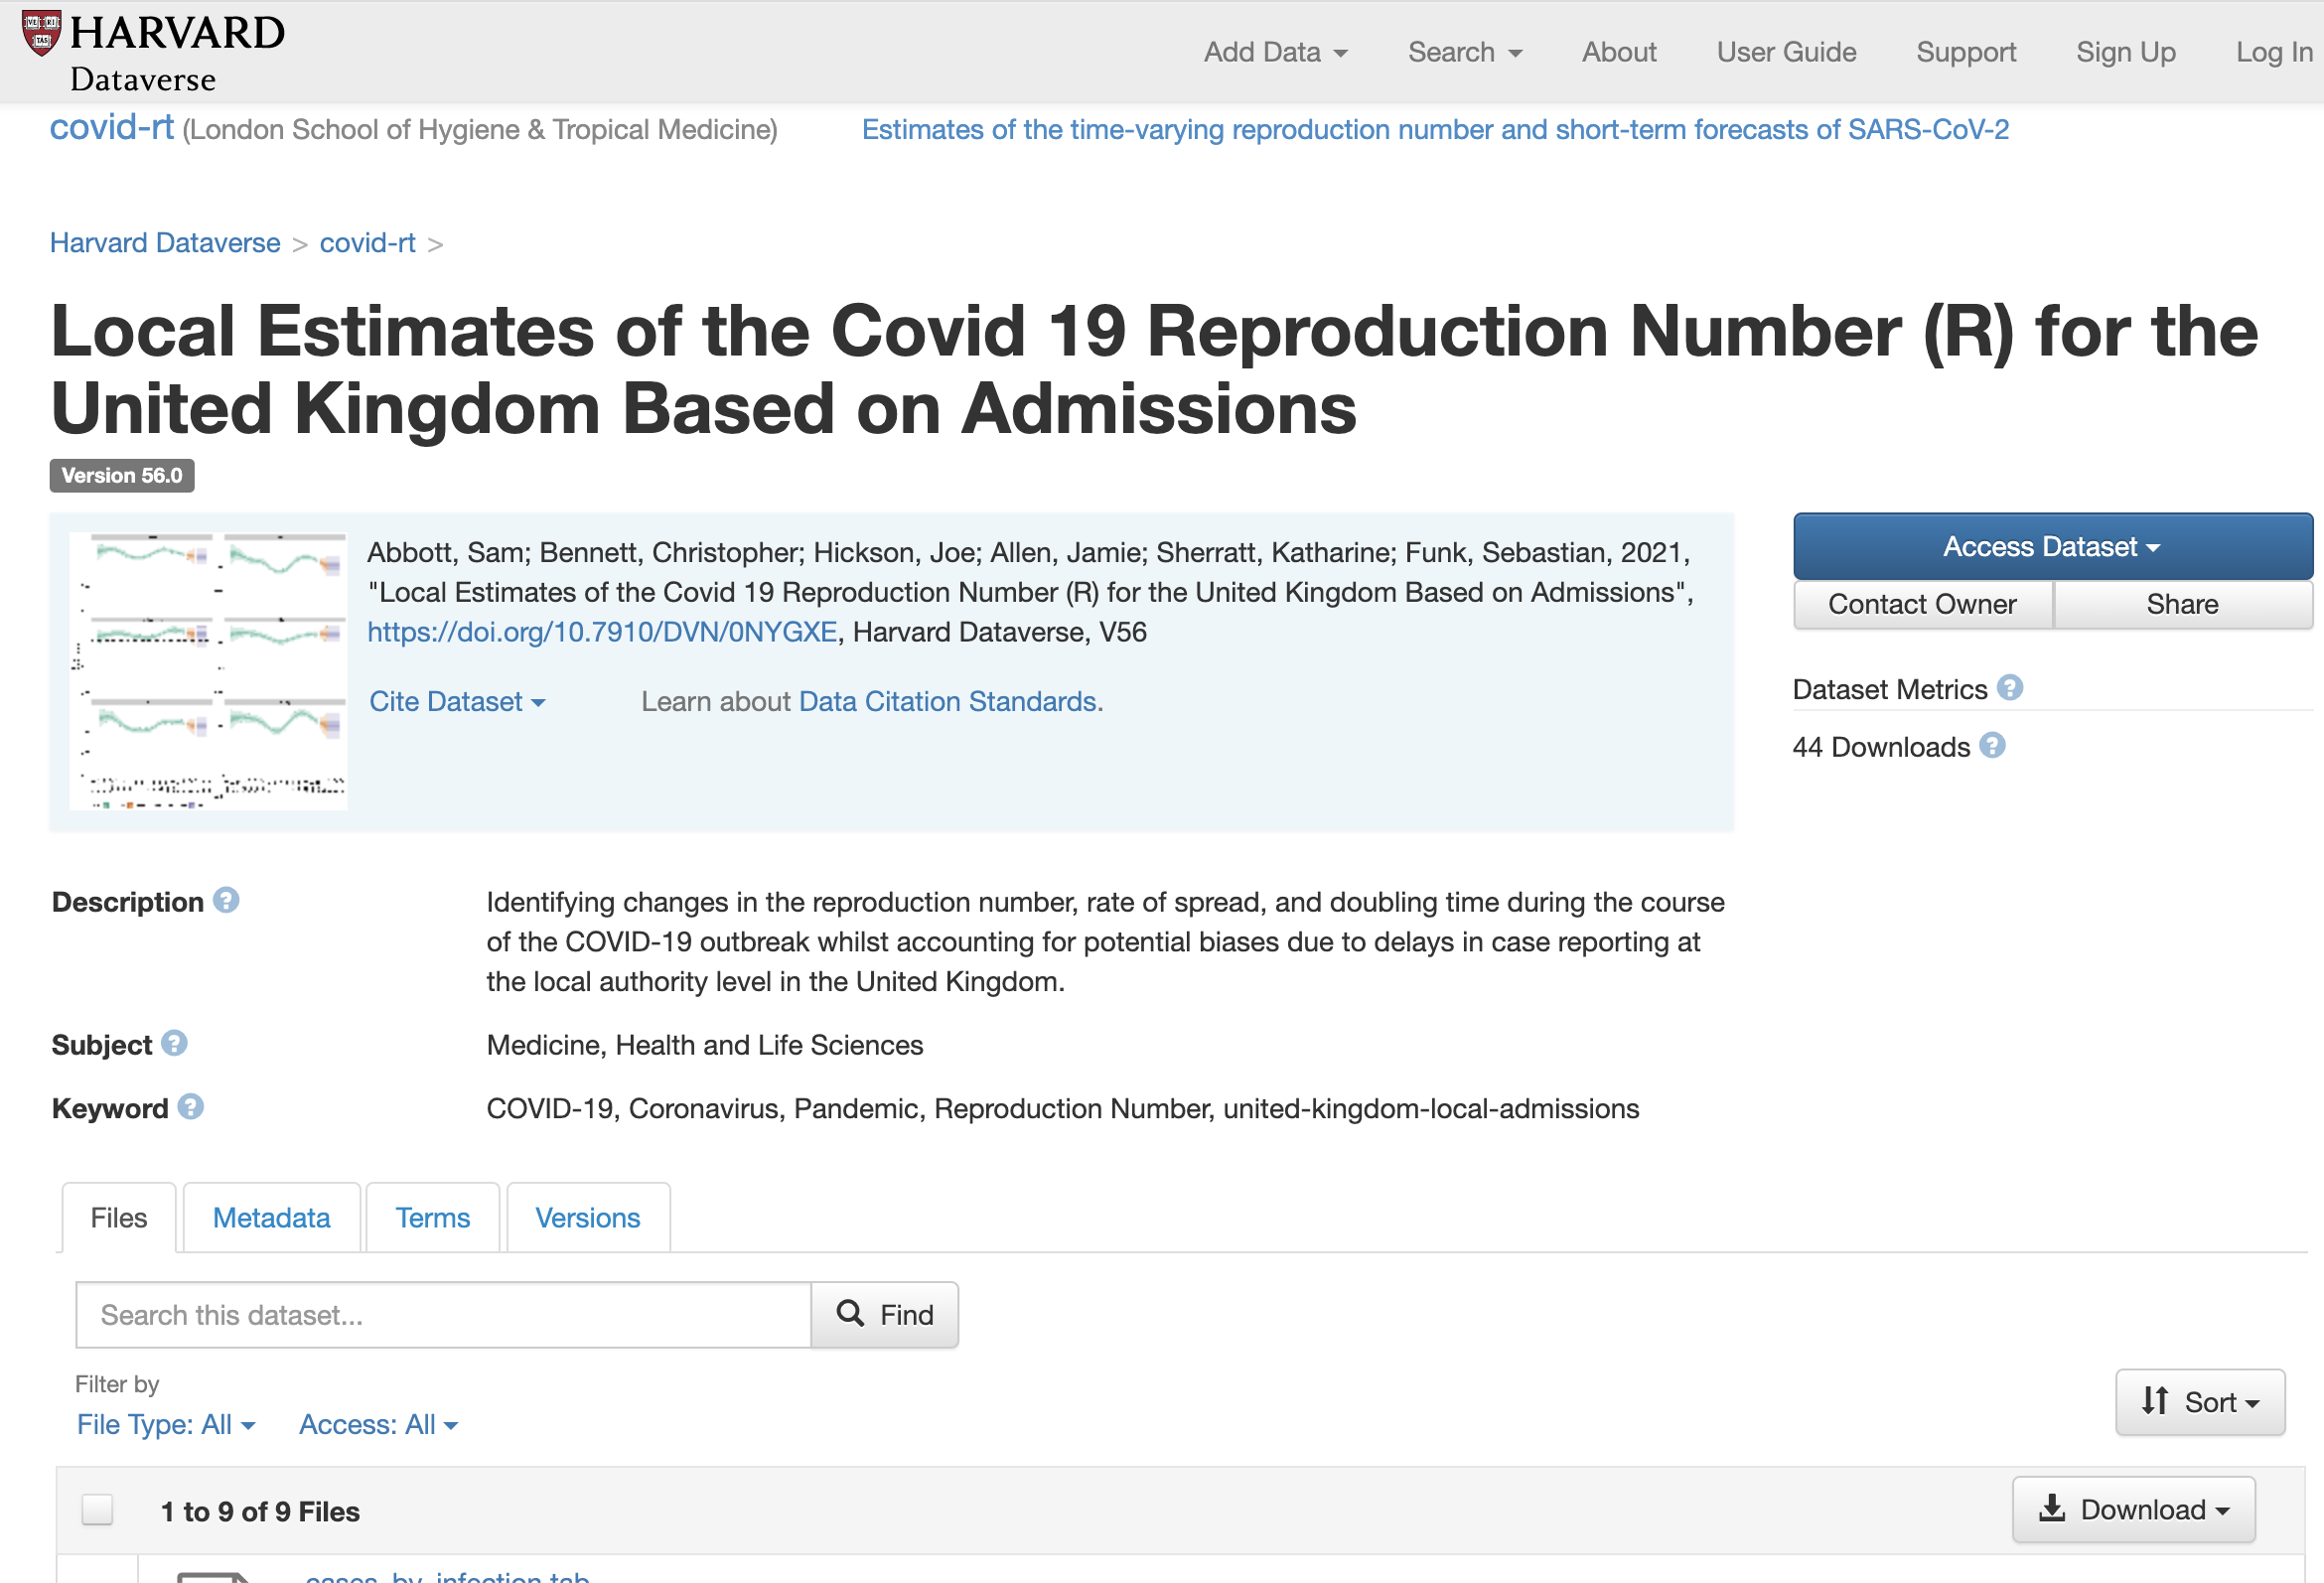 HARVARD
Dataverse
Add Data Search About User Guide Support Sign Up Log In
covid-rt (London School of Hygiene & Tropical Medicine) Estimates of the time-varying reproduction number and short-term forecasts of SARS-CoV-2
Harvard Dataverse > covid-rt >
Local Estimates of the Covid 19 Reproduction Number (R) for the
United Kingdom Based on Admissions
Version 56.0
Abbott, Sam; Bennett, Christopher; Hickson, Joe; Allen, Jamie; Sherratt, Katharine; Funk, Sebastian, 2021,
"Local Estimates of the Covid 19 Reproduction Number (R) for the United Kingdom Based on Admissions",
https://doi.org/10.7910/DVN/0NYGXE, Harvard Dataverse, V56
Cite Dataset Learn about Data Citation Standards.
Access Dataset
Contact Owner Share
Dataset Metrics ?
44 Downloads ?
Description ? Identifying changes in the reproduction number, rate of spread, and doubling time during the course
of the COVID-19 outbreak whilst accounting for potential biases due to delays in case reporting at
the local authority level in the United Kingdom.
Subject ? Medicine, Health and Life Sciences
Keyword ? COVID-19, Coronavirus, Pandemic, Reproduction Number, united-kingdom-local-admissions
Files Metadata Terms Versions
Search this dataset... Find
Filter by
File Type: All Access: All
Sort
1 to 9 of 9 Files
Download
cases_by_infection.tab